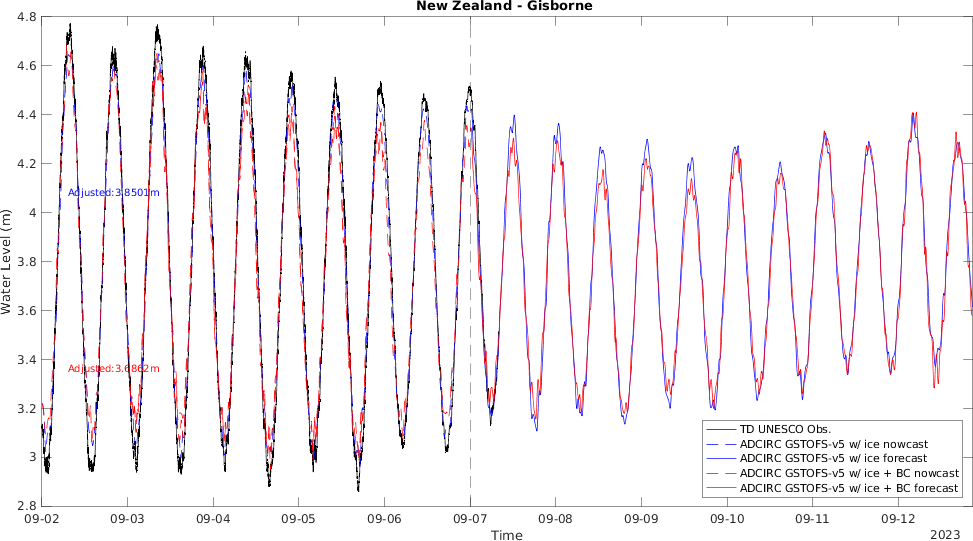 New Zealand - Gisborne
4.8
4.6
4.4
4.2
4
3.8
3.6
3.4
3.2
3
2.8
Water Level (m)
Adjusted:3.8501m
Adjusted:3.6862m
TD UNESCO Obs.
ADCIRC GSTOFS-v5 w/ ice nowcast
ADCIRC GSTOFS-v5 w/ ice forecast
ADCIRC GSTOFS-v5 w/ ice + BC nowcast
ADCIRC GSTOFS-v5 w/ ice + BC forecast
09-02 09-03 09-04 09-05 09-06 09-07 09-08 09-09 09-10 09-11 09-12
Time
2023